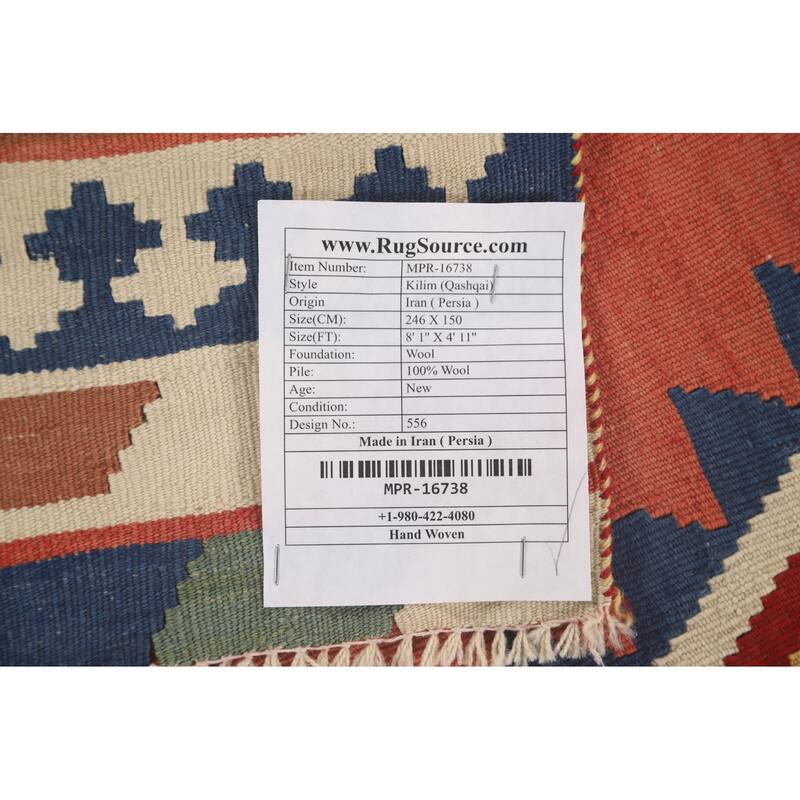 www.RugSource.com
Item Number: MPR-16738
Style Kilim (Qashqai)
Origin Iran ( Persia )
Size(CM): 246 X 150
Size(FT): 8' 1" X 4' 11"
Foundation: Wool
Pile: 100% Wool
Age: New
Condition:
Design No.: 556
Made in Iran ( Persia )
MPR-16738
+1-980-422-4080
Hand Woven